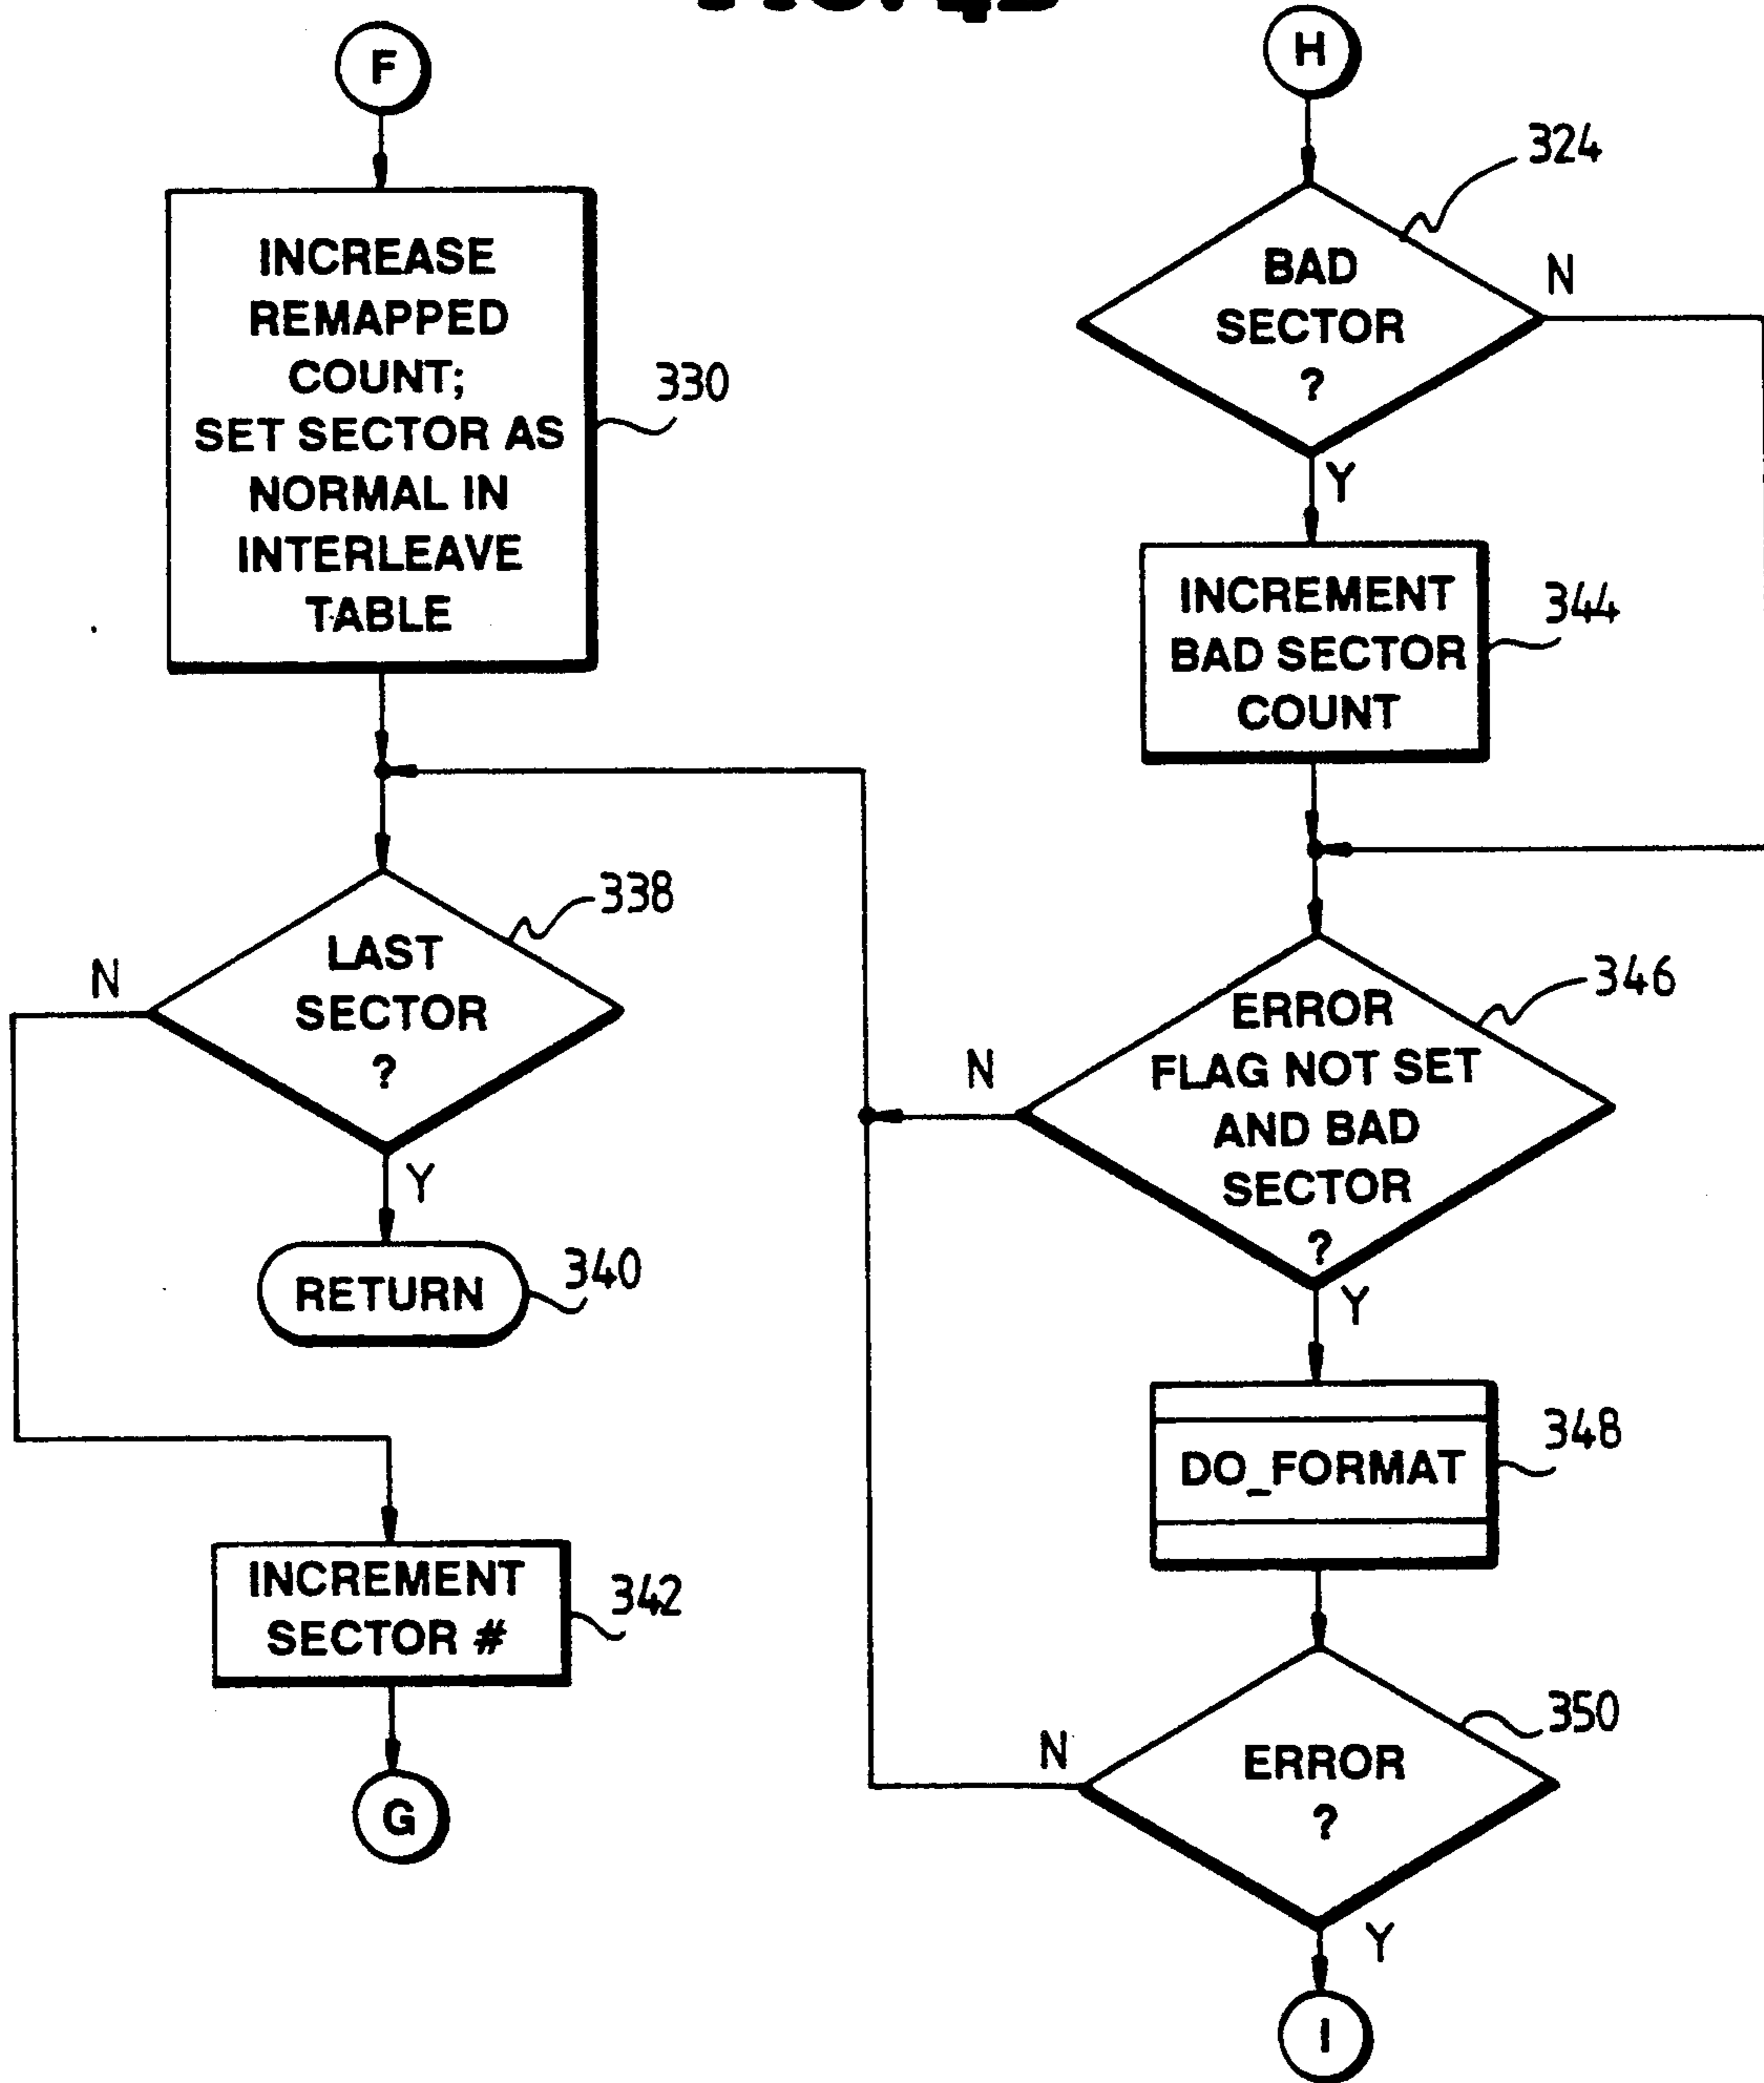 F
INCREASE
REMAPPED
COUNT;
SET SECTOR AS
NORMAL IN
INTERLEAVE
TABLE
330
LAST
SECTOR
?
338
N
Y
RETURN
340
INCREMENT
SECTOR #
342
G
H
324
BAD
SECTOR
?
N
Y
INCREMENT
BAD SECTOR
COUNT
344
346
ERROR
FLAG NOT SET
AND BAD
SECTOR
?
N
Y
DO_FORMAT
348
350
ERROR
?
N
Y
I